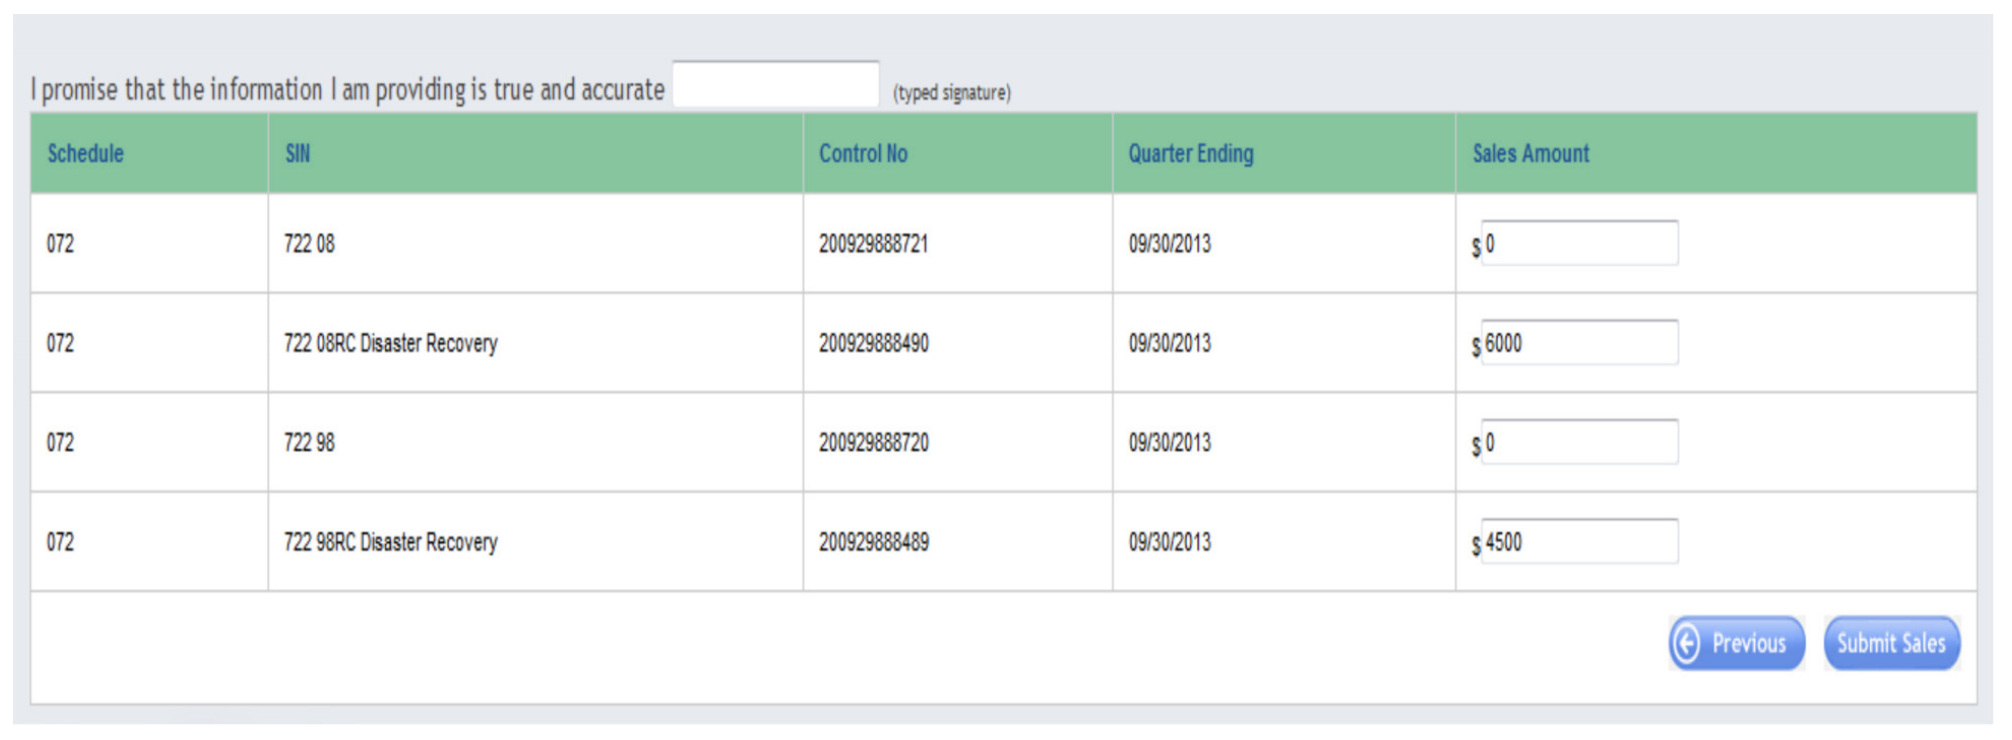 I promise that the information I am providing is true and accurate (typed signature)
Schedule SIN Control No Quarter Ending Sales Amount
072 722 08 200929888721 09/30/2013 $ 0
072 722 08RC Disaster Recovery 200929888490 09/30/2013 $ 6000
072 722 98 200929888720 09/30/2013 $ 0
072 722 98RC Disaster Recovery 200929888489 09/30/2013 $ 4500
Previous Submit Sales